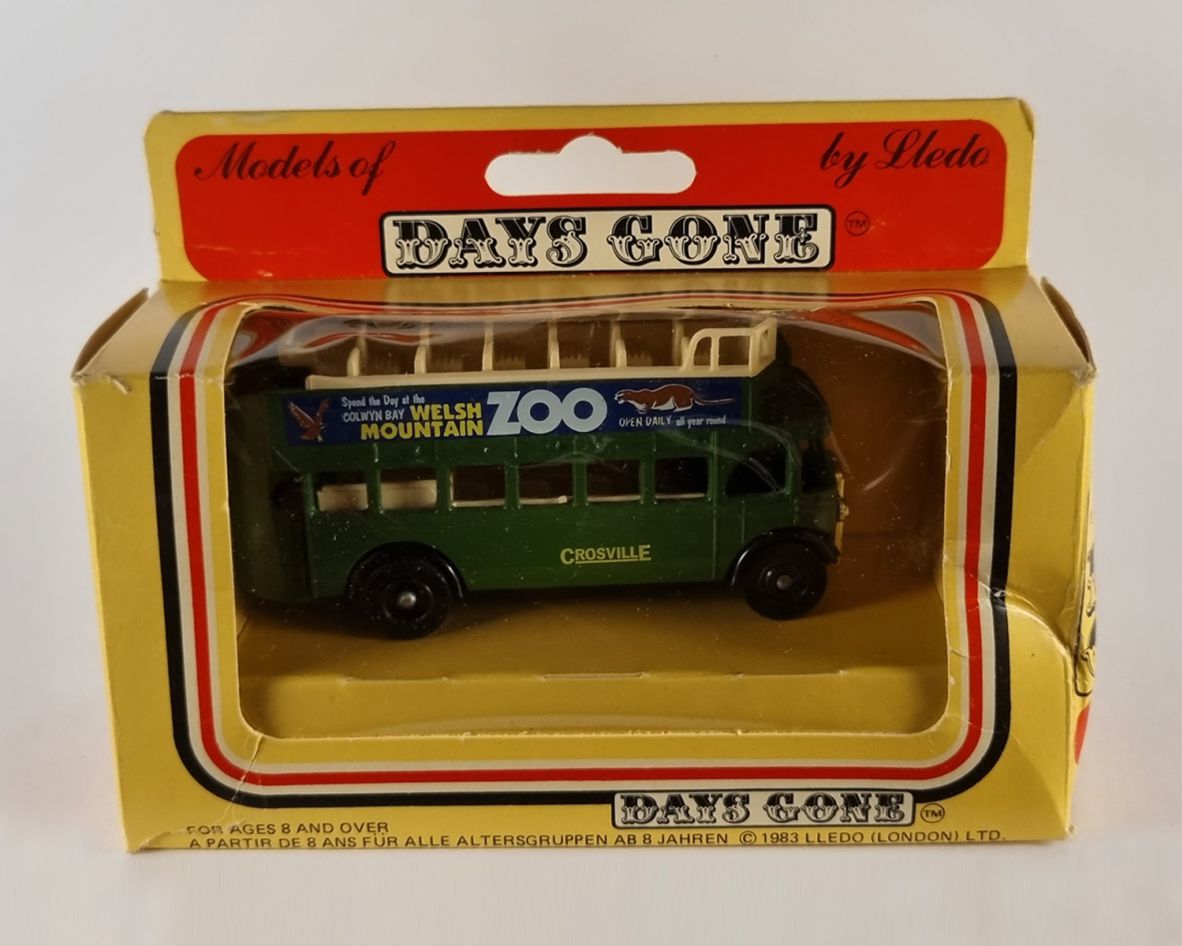 Models of
by Lledo
DAYS GONE TM
Spend the Day at the
COLWYN BAY WELSH
MOUNTAIN ZOO
OPEN DAILY all year round
CROSVILLE
DAYS GONE TM
FOR AGES 8 AND OVER
A PARTIR DE 8 ANS FÜR ALLE ALTERSGRUPPEN AB 8 JAHREN © 1983 LLEDO (LONDON) LTD.